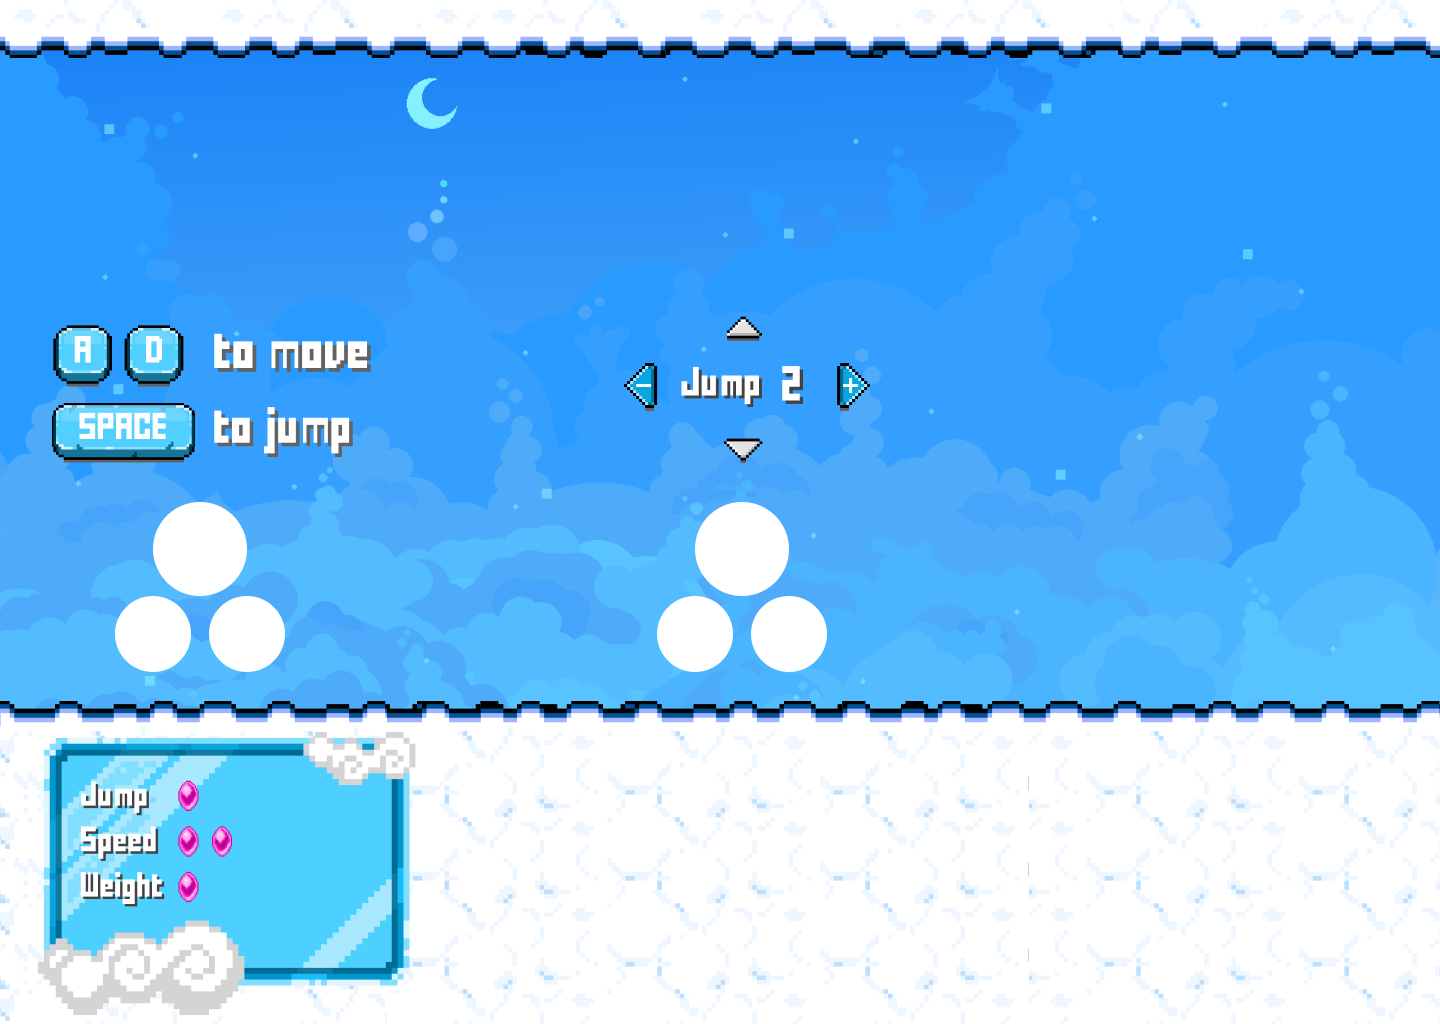 A D to move
SPACE to jump
- Jump 2 +
Jump
Speed
Weight